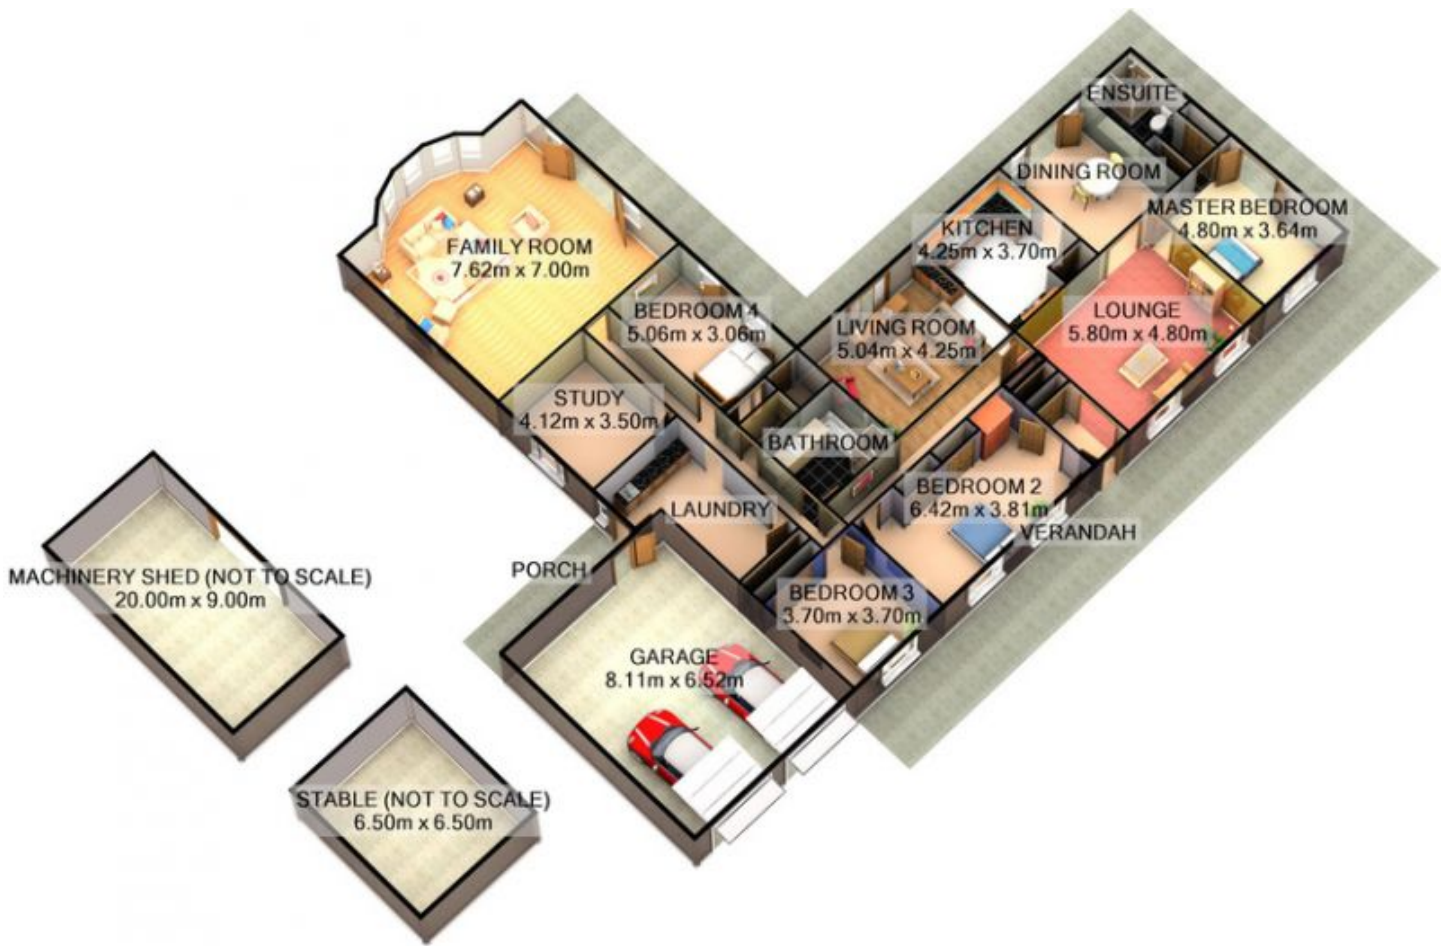 ENSUITE
DINING ROOM
MASTER BEDROOM
4.80m x 3.64m
KITCHEN
4.25m x 3.70m
FAMILY ROOM
7.62m x 7.00m
BEDROOM 4
5.06m x 3.06m
LIVING ROOM
5.04m x 4.25m
LOUNGE
5.80m x 4.80m
STUDY
4.12m x 3.50m
BATHROOM
BEDROOM 2
6.42m x 3.81m
LAUNDRY
VERANDAH
PORCH
MACHINERY SHED (NOT TO SCALE)
20.00m x 9.00m
BEDROOM 3
3.70m x 3.70m
GARAGE
8.11m x 6.52m
STABLE (NOT TO SCALE)
6.50m x 6.50m